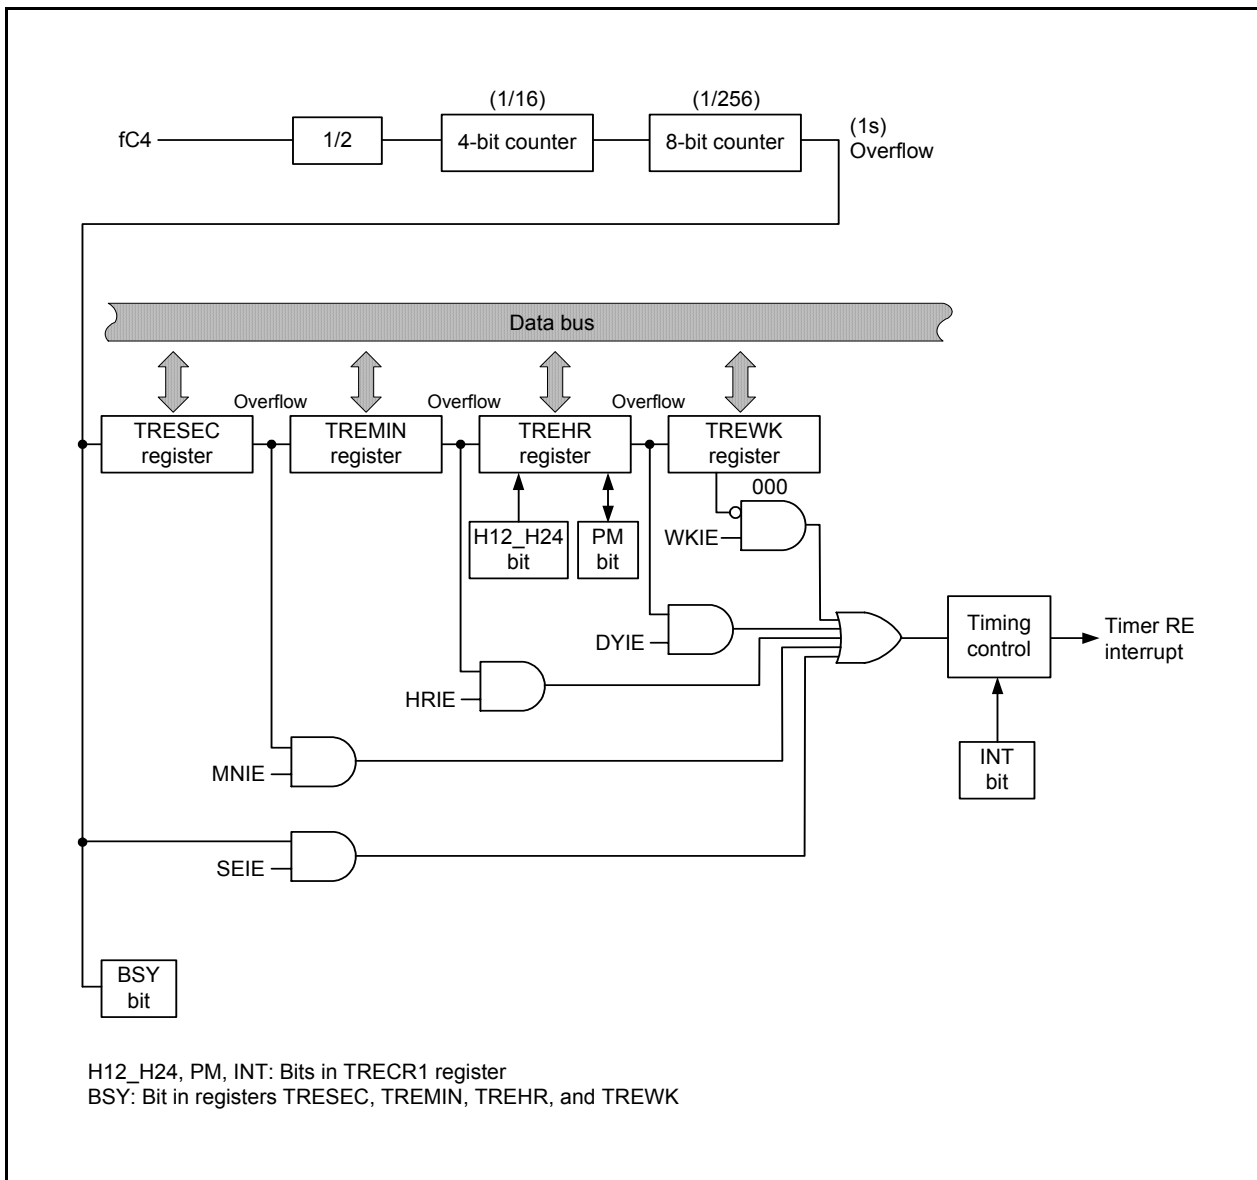 (1/16)
(1/256)
fC4
1/2
4-bit counter
8-bit counter
(1s)
Overflow
Data bus
Overflow
Overflow
Overflow
TRESEC
register
TREMIN
register
TREHR
register
TREWK
register
000
H12_H24
bit
PM
bit
WKIE
DYIE
Timing
control
Timer RE
interrupt
HRIE
MNIE
INT
bit
SEIE
BSY
bit
H12_H24, PM, INT: Bits in TRECR1 register
BSY: Bit in registers TRESEC, TREMIN, TREHR, and TREWK